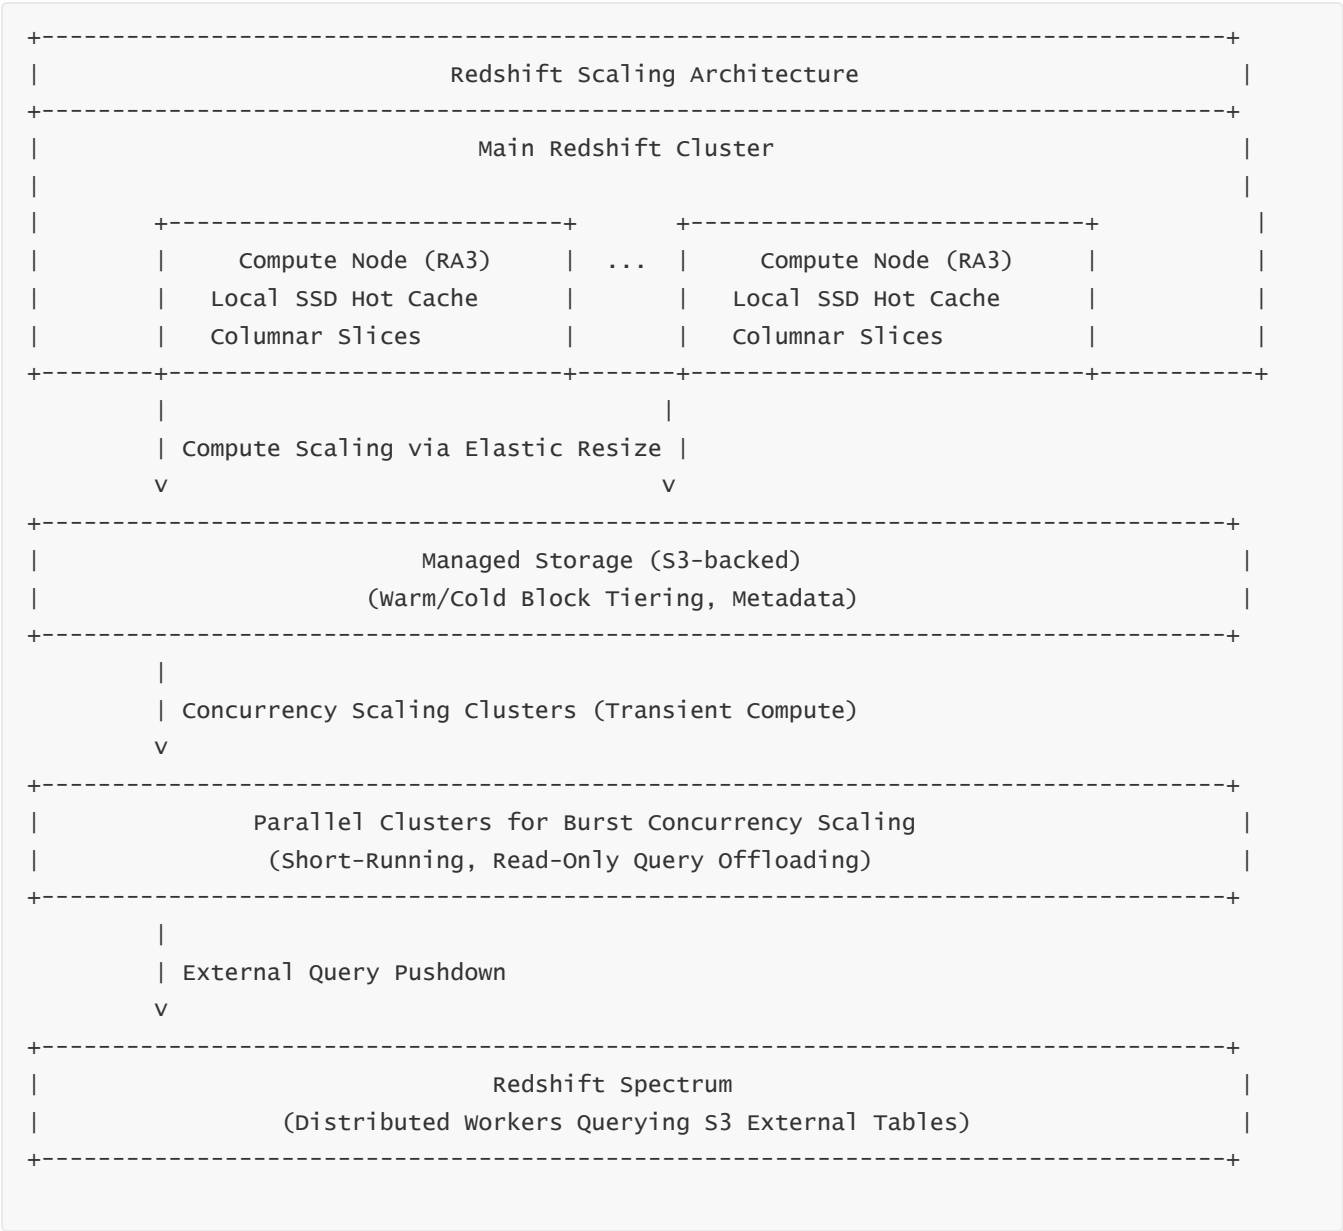 +------------------------------------------------------------------------------------+
|                             Redshift Scaling Architecture                           |
+------------------------------------------------------------------------------------+
|                               Main Redshift Cluster                                 |
|                                                                                     |
|        +----------------------------+       +----------------------------+           |
|        |     Compute Node (RA3)     |  ...  |     Compute Node (RA3)     |           |
|        |   Local SSD Hot Cache      |       |   Local SSD Hot Cache      |           |
|        |   Columnar Slices          |       |   Columnar Slices          |           |
+--------+----------------------------+-------+----------------------------+-----------+
         |                                   |
         | Compute Scaling via Elastic Resize |
         v                                   v
+------------------------------------------------------------------------------------+
|                           Managed Storage (S3-backed)                               |
|                       (Warm/Cold Block Tiering, Metadata)                           |
+------------------------------------------------------------------------------------+
         |
         | Concurrency Scaling Clusters (Transient Compute)
         v
+------------------------------------------------------------------------------------+
|               Parallel Clusters for Burst Concurrency Scaling                       |
|                (Short-Running, Read-Only Query Offloading)                          |
+------------------------------------------------------------------------------------+
         |
         | External Query Pushdown
         v
+------------------------------------------------------------------------------------+
|                                Redshift Spectrum                                    |
|                 (Distributed Workers Querying S3 External Tables)                   |
+------------------------------------------------------------------------------------+